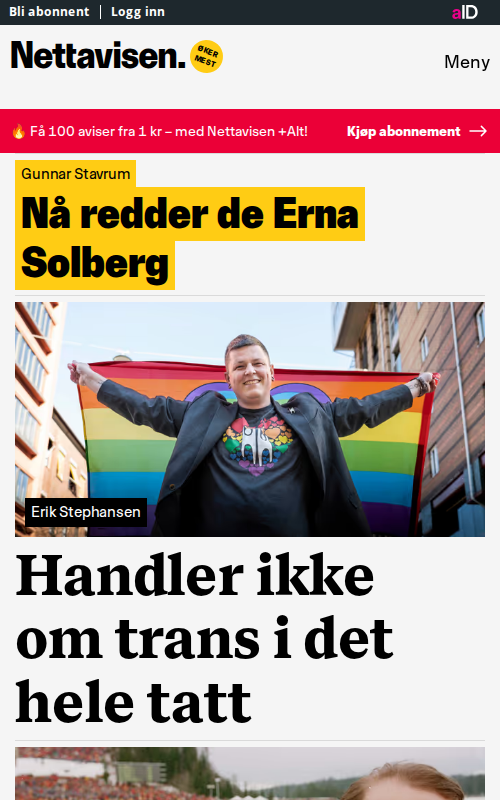 Bli abonnent | Logg inn
aID
Nettavisen.
ØKER
MEST
Meny
🔥 Få 100 aviser fra 1 kr – med Nettavisen +Alt!
Kjøp abonnement →
Gunnar Stavrum
Nå redder de Erna
Solberg
Erik Stephansen
Handler ikke
om trans i det
hele tatt